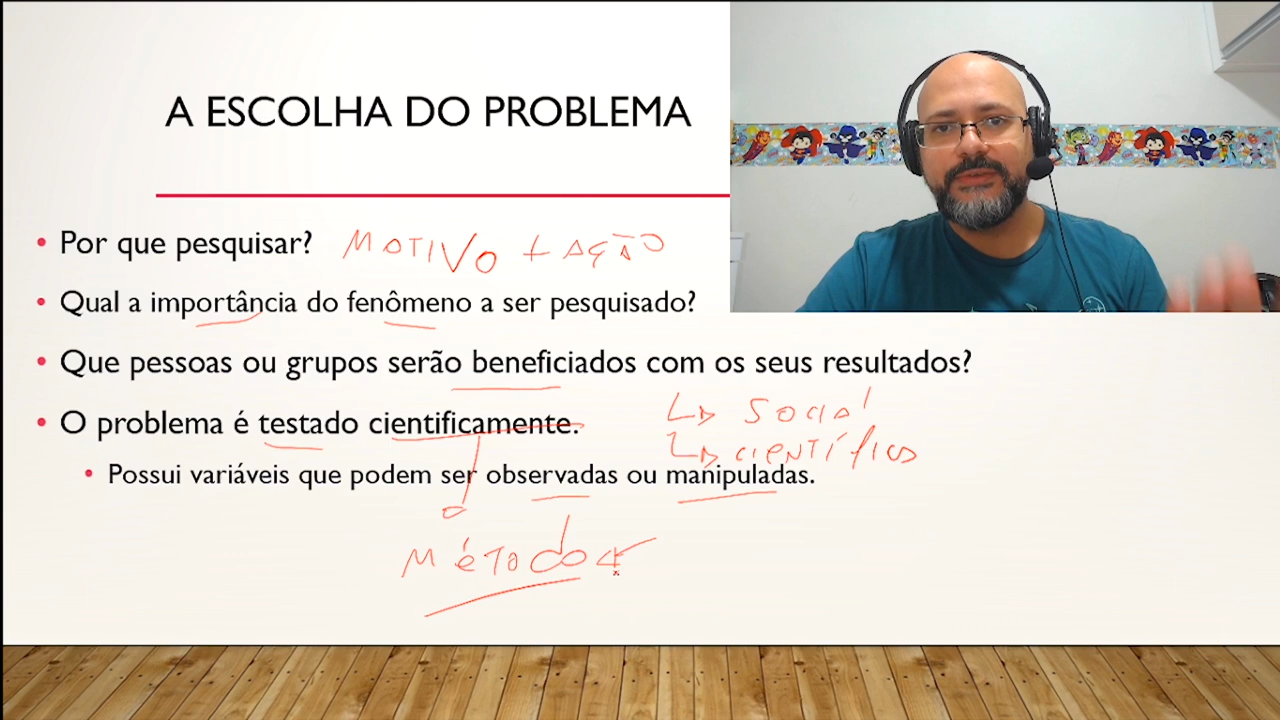 A ESCOLHA DO PROBLEMA
• Por que pesquisar? MOTIVO + AÇÃO
• Qual a importância do fenômeno a ser pesquisado?
• Que pessoas ou grupos serão beneficiados com os seus resultados?
• O problema é testado cientificamente.
↳ SOCIAL
↳ CIENTÍFICO
• Possui variáveis que podem ser observadas ou manipuladas.
MÉTODO